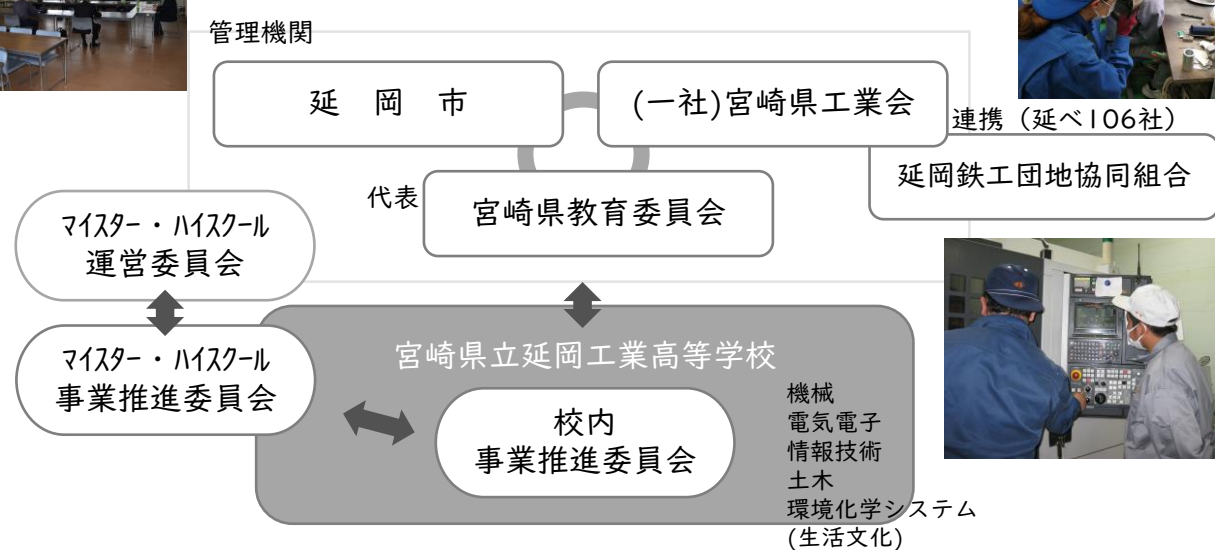 管理機関
延 岡 市
(一社)宮崎県工業会
連携 (延べ106社)
延岡鉄工団地協同組合
代表
宮崎県教育委員会
マイスター・ハイスクール
運営委員会
マイスター・ハイスクール
事業推進委員会
宮崎県立延岡工業高等学校
校内
事業推進委員会
機械
電気電子
情報技術
土木
環境化学システム
(生活文化)